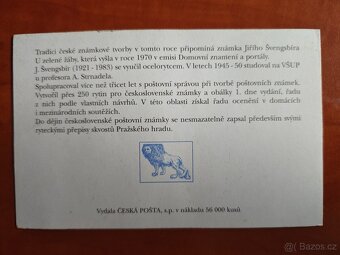 Tradici české známkové tvorby v tomto roce připomíná známka Jiřího Švengsbíra
U zelené žáby, která vyšla v roce 1970 v emisi Domovní znamení a portály.
J. Švengsbír (1921 - 1983) se vyučil ocelorytcem. V letech 1945 - 50 studoval na VŠUP
u profesora A. Strnadela.
Spolupracoval více než třicet let s poštovní správou při tvorbě poštovních známek.
Vytvořil přes 250 rytin pro československé známky a obálky 1. dne vydání, řadu
z nich podle vlastních návrhů. V této oblasti získal řadu ocenění v domácích
i mezinárodních soutěžích.
Do dějin československé poštovní známky se nesmazatelně zapsal především svými
ryteckými přepisy skvostů Pražského hradu.
Vydala ČESKÁ POŠTA, s.p. v nákladu 56 000 kusů
Bazoš.cz